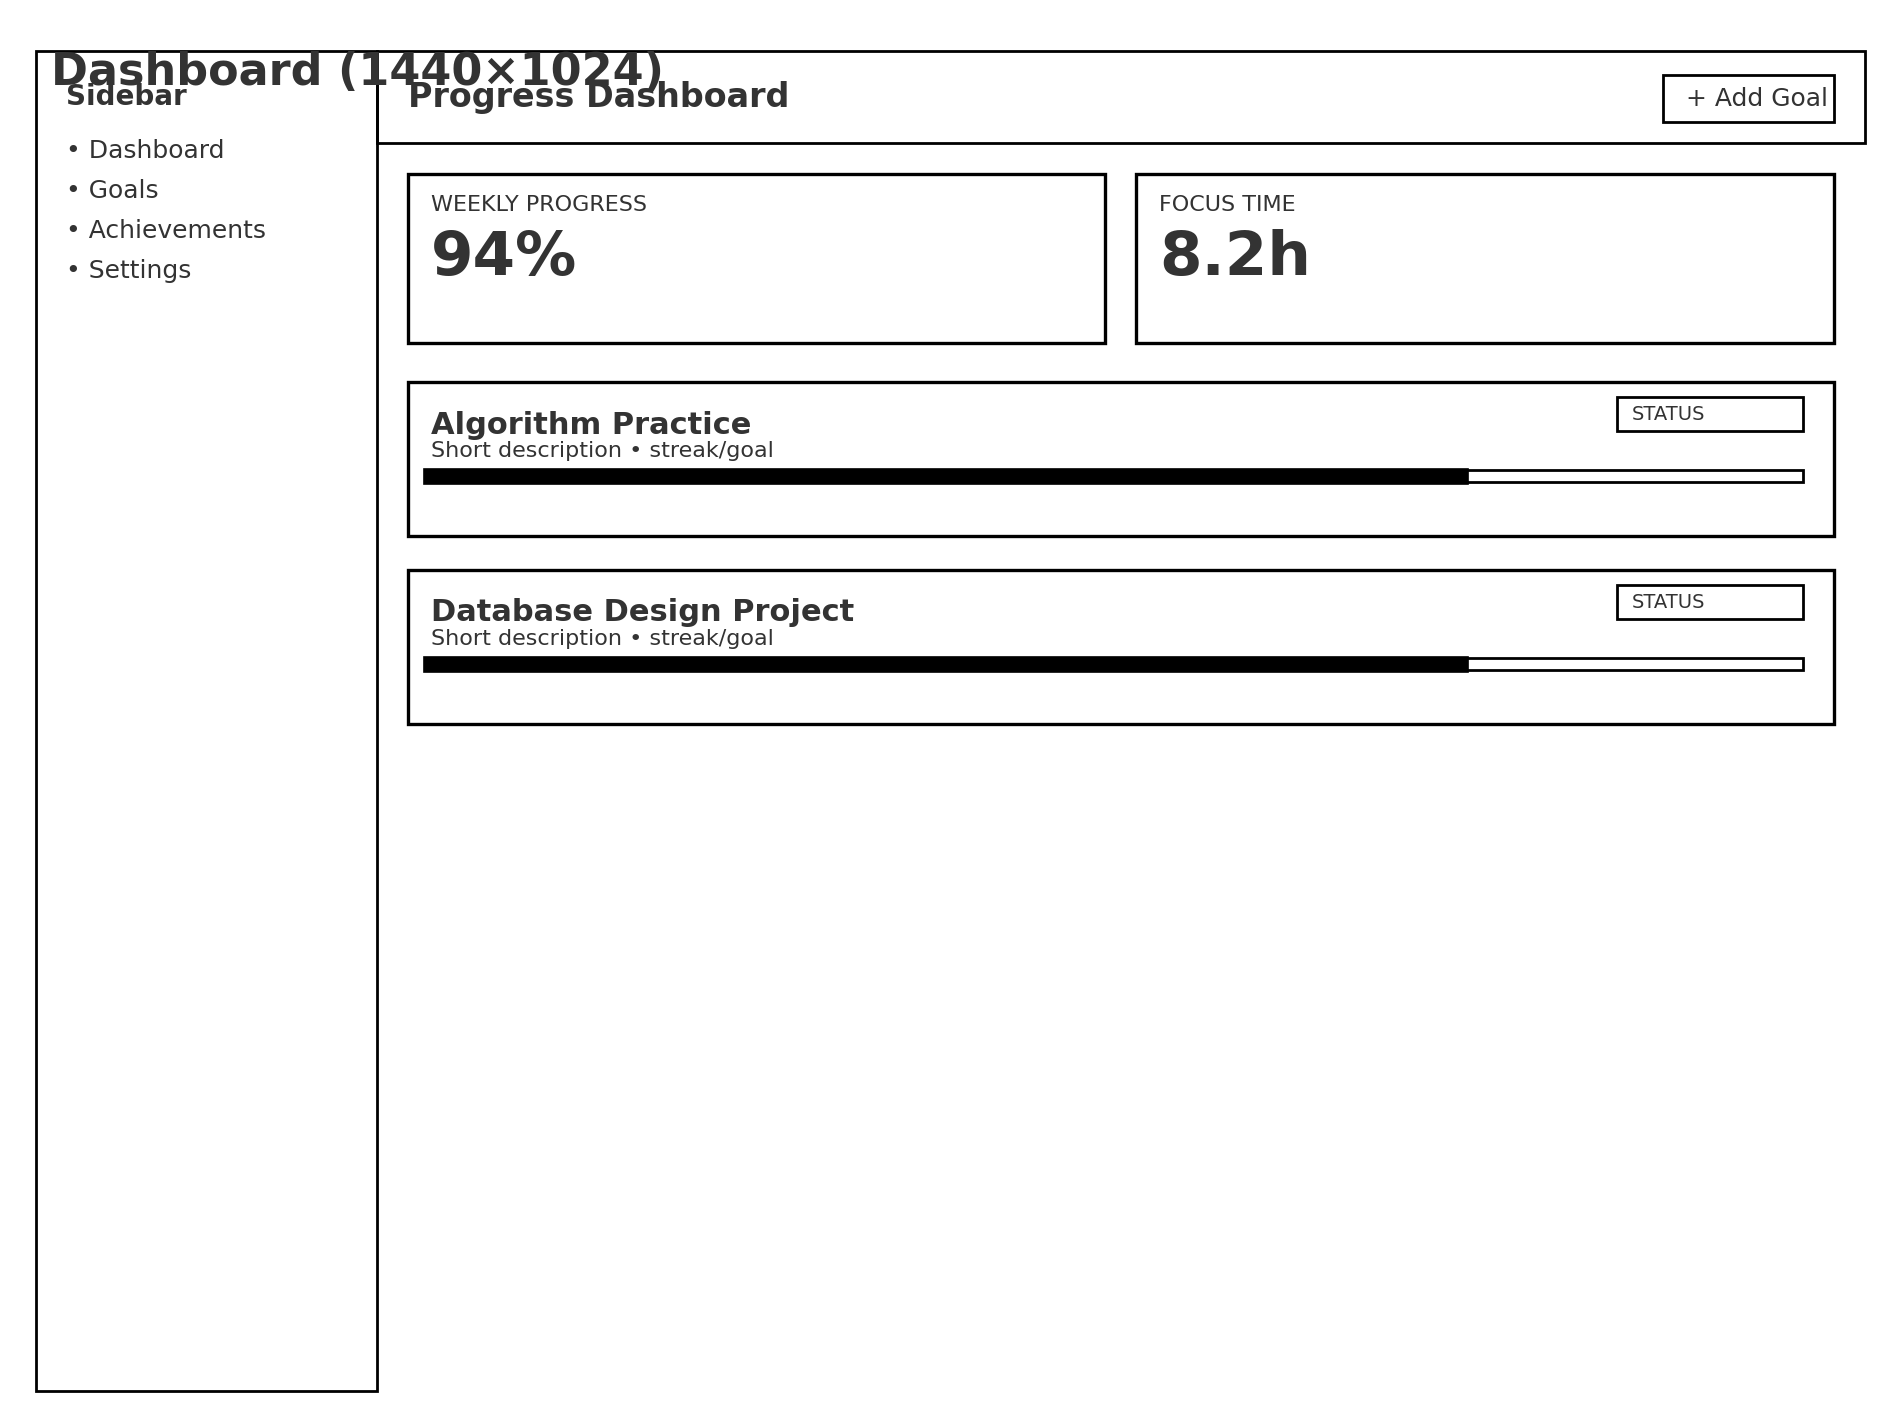 Dashboard (1440×1024)
Sidebar
• Dashboard
• Goals
• Achievements
• Settings
Progress Dashboard
+ Add Goal
WEEKLY PROGRESS
94%
FOCUS TIME
8.2h
Algorithm Practice
STATUS
Short description • streak/goal
Database Design Project
STATUS
Short description • streak/goal